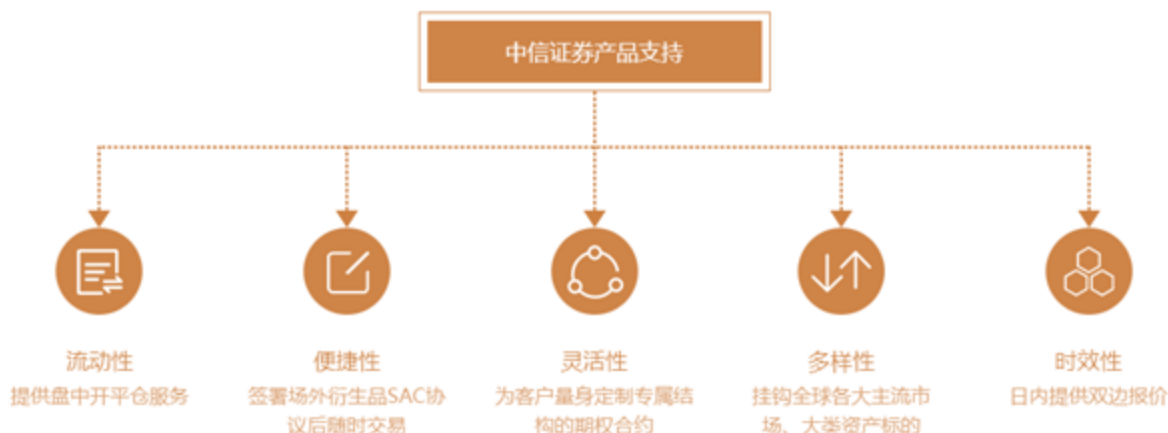 中信证券产品支持
流动性
提供盘中开平仓服务
便捷性
签署场外衍生品SAC协
议后随时交易
灵活性
为客户量身定制专属结
构的期权合约
多样性
挂钩全球各大主流市
场、大类资产标的
时效性
日内提供双边报价